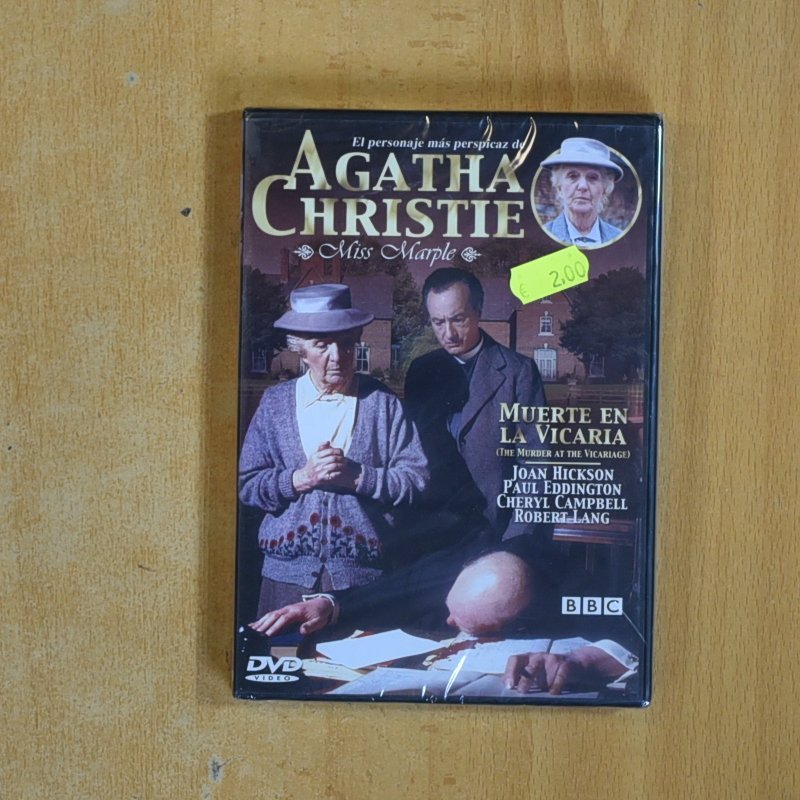 El personaje más perspicaz de
AGATHA
CHRISTIE
Miss Marple
€ 2,00
MUERTE EN
LA VICARIA
(THE MURDER AT THE VICARIAGE)
JOAN HICKSON
PAUL EDDINGTON
CHERYL CAMPBELL
ROBERT LANG
BBC
DVD
VIDEO